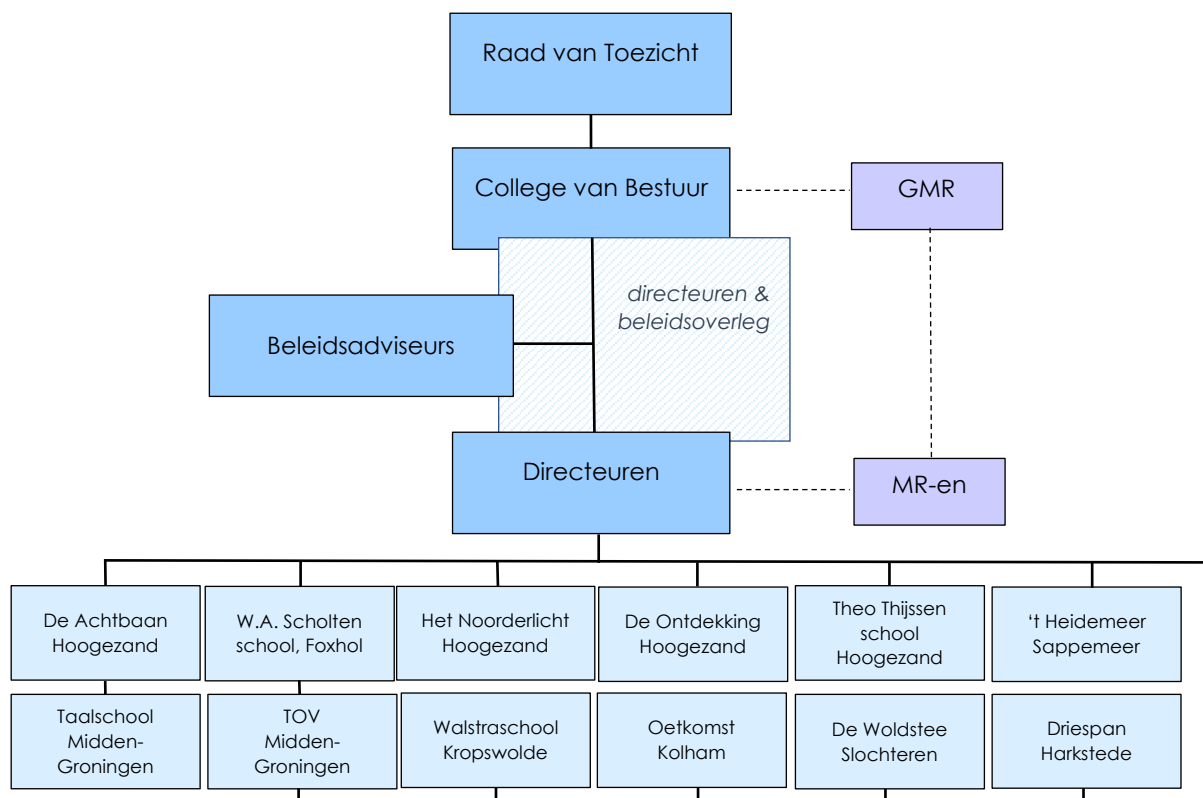 Raad van Toezicht
College van Bestuur
GMR
directeuren &
beleidsoverleg
Beleidsadviseurs
Directeuren
MR-en
De Achtbaan
Hoogezand
W.A. Scholten
school, Foxhol
Het Noorderlicht
Hoogezand
De Ontdekking
Hoogezand
Theo Thijssen
school
Hoogezand
‘t Heidemeer
Sappemeer
Taalschool
Midden-
Groningen
TOV
Midden-
Groningen
Walstraschool
Kropswolde
Oetkomst
Kolham
De Woldstee
Slochteren
Driespan
Harkstede